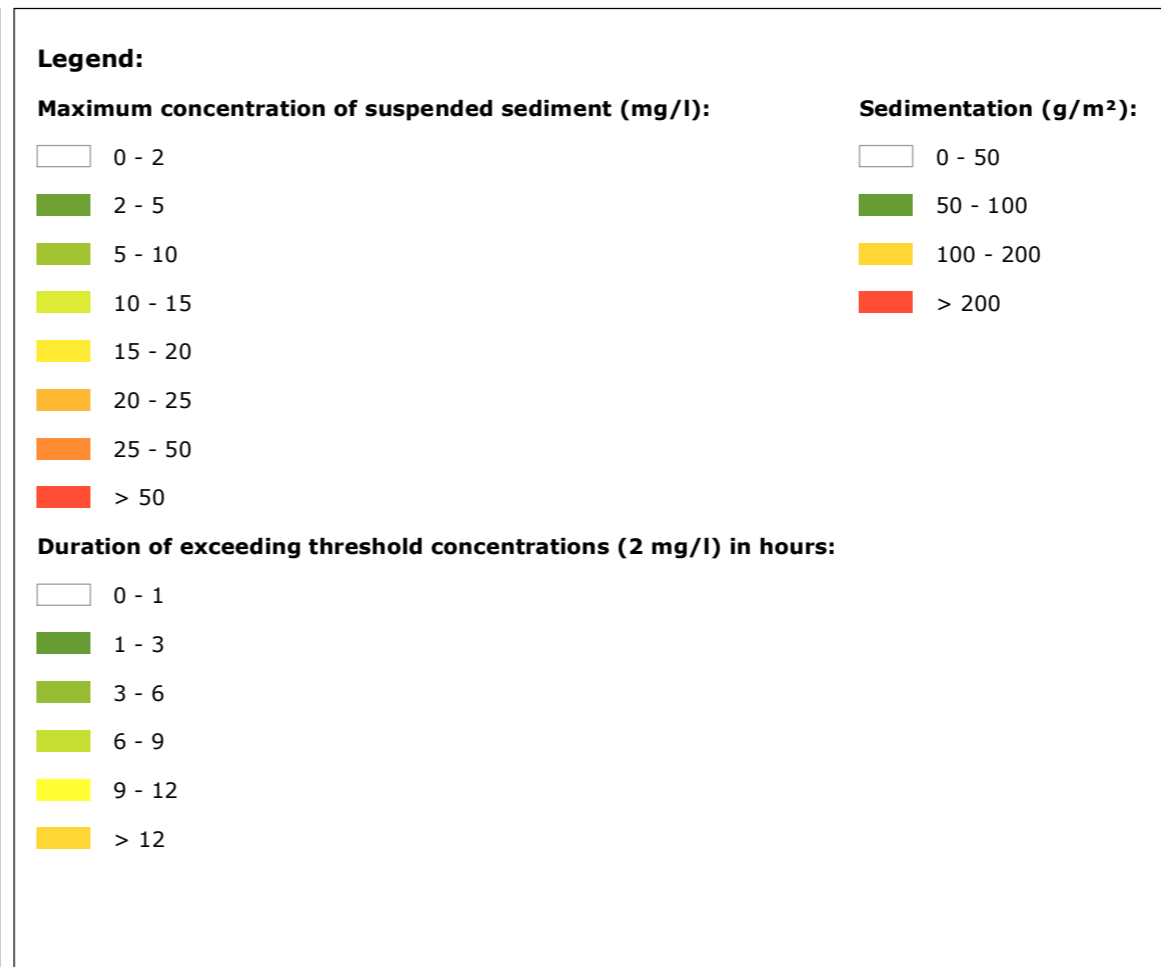 Legend:
Maximum concentration of suspended sediment (mg/l):
0 - 2
2 - 5
5 - 10
10 - 15
15 - 20
20 - 25
25 - 50
> 50
Duration of exceeding threshold concentrations (2 mg/l) in hours:
0 - 1
1 - 3
3 - 6
6 - 9
9 - 12
> 12
Sedimentation (g/m²):
0 - 50
50 - 100
100 - 200
> 200